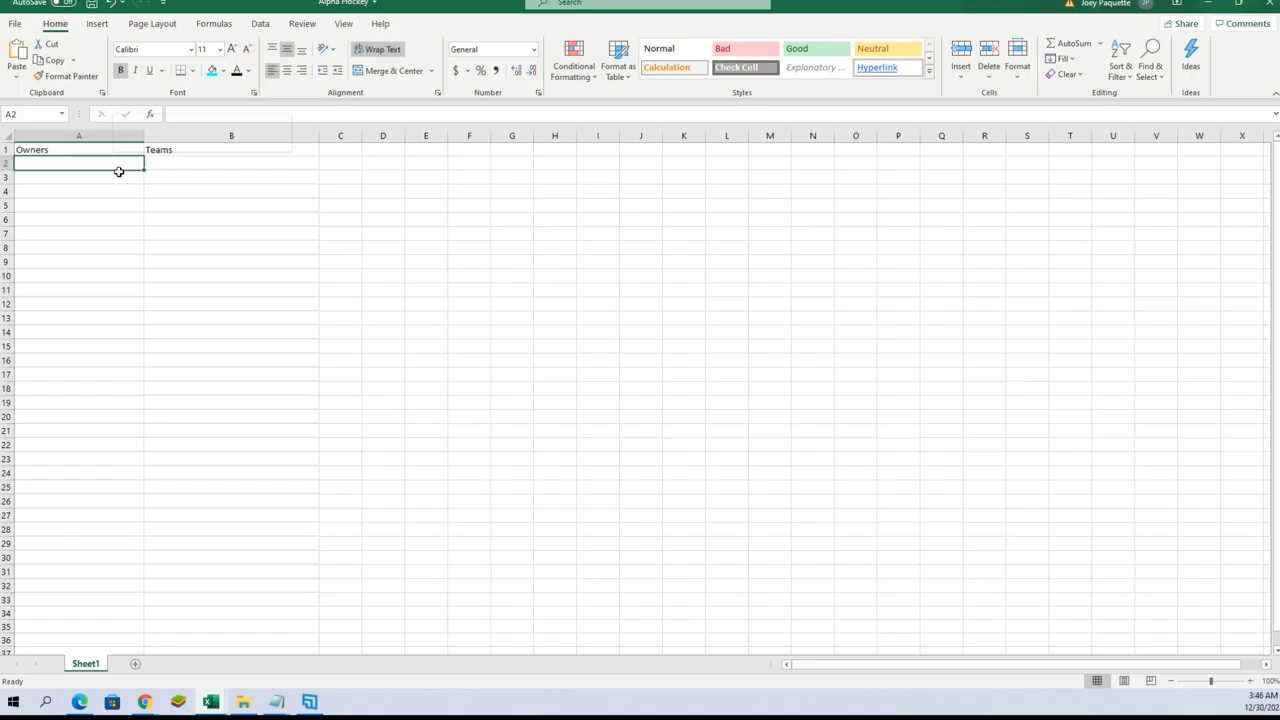 AutoSave Off Alpha Hockey Search Joey Paquette JP
File Home Insert Page Layout Formulas Data Review View Help Share Comments
Paste Cut Copy Format Painter Clipboard
Calibri 11 A A B I U A Font
Wrap Text Merge & Center Alignment
General $ % , Number
Conditional Formatting Format as Table
Normal Bad Good Neutral
Calculation Check Cell Explanatory ... Hyperlink
Styles
Insert Delete Format Cells
AutoSum Fill Clear Sort & Filter Find & Select Editing
Ideas Ideas
A2 fx
A B C D E F G H I J K L M N O P Q R S T U V W X
1 Owners Teams
2
3
4
5
6
7
8
9
10
11
12
13
14
15
16
17
18
19
20
21
22
23
24
25
26
27
28
29
30
31
32
33
34
35
36
37
Sheet1
Ready 100%
3:46 AM
12/30/202